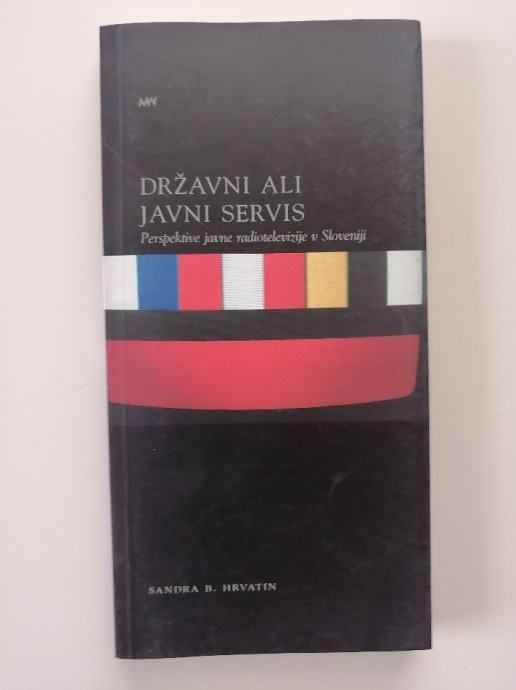 MW
DRŽAVNI ALI
JAVNI SERVIS
Perspektive javne radiotelevizije v Sloveniji
SANDRA B. HRVATIN